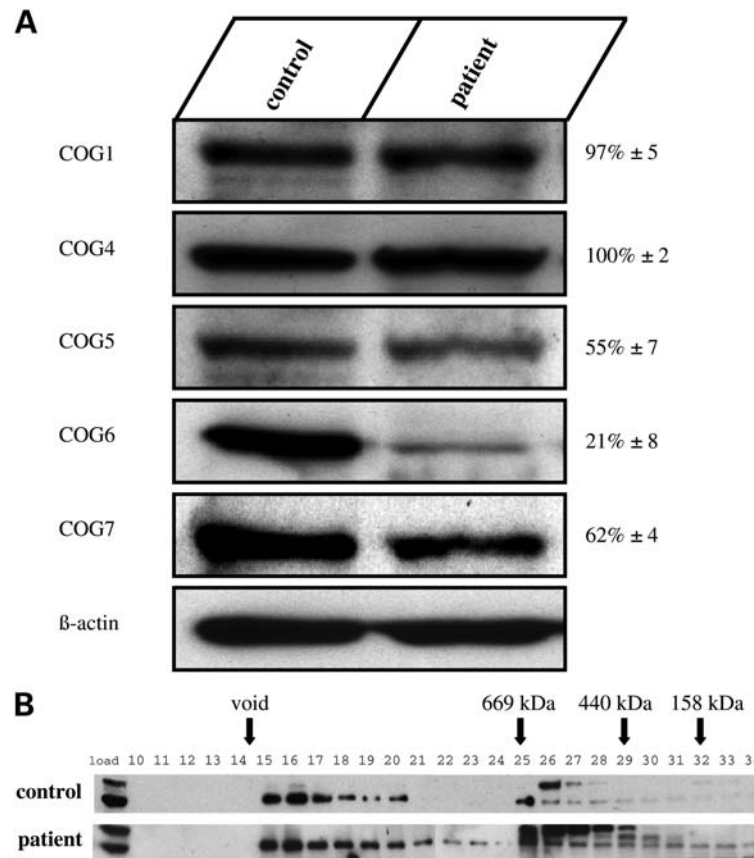 A
control patient
COG1 97% ± 5
COG4 100% ± 2
COG5 55% ± 7
COG6 21% ± 8
COG7 62% ± 4
ß-actin
B
void 669 kDa 440 kDa 158 kDa
load 10 11 12 13 14 15 16 17 18 19 20 21 22 23 24 25 26 27 28 29 30 31 32 33
control
patient